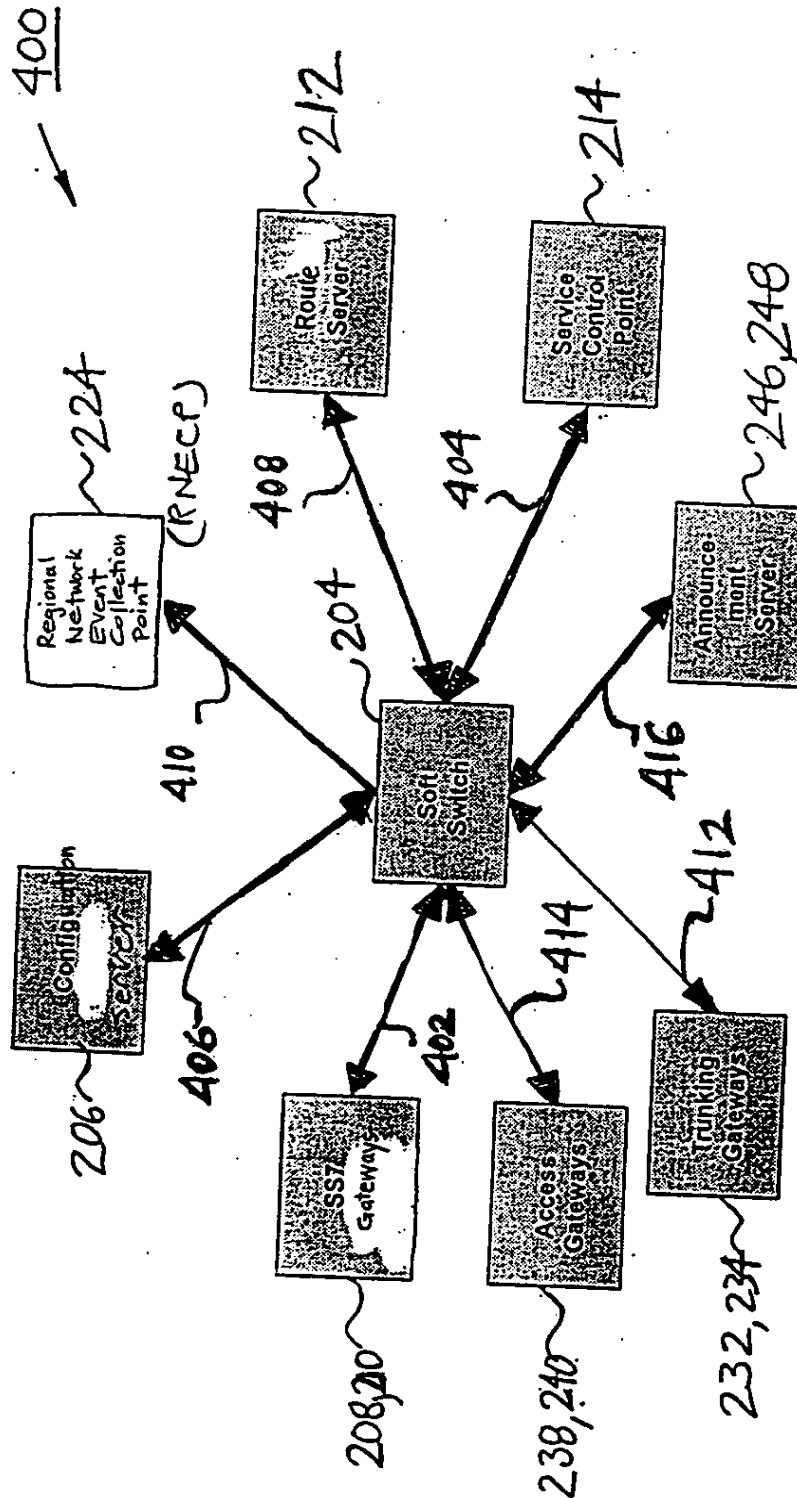 400
Regional
Network
Event
Collection
Point
224
(RNECP)
Configuration
Server
206
406
410
408
Route
Server
212
204
Soft
Switch
404
Service
Control
Point
214
SS7
Gateways
208,210
402
414
Access
Gateways
238,240
412
Trunking
Gateways
232,234
416
Announce-
ment
Server
246,248